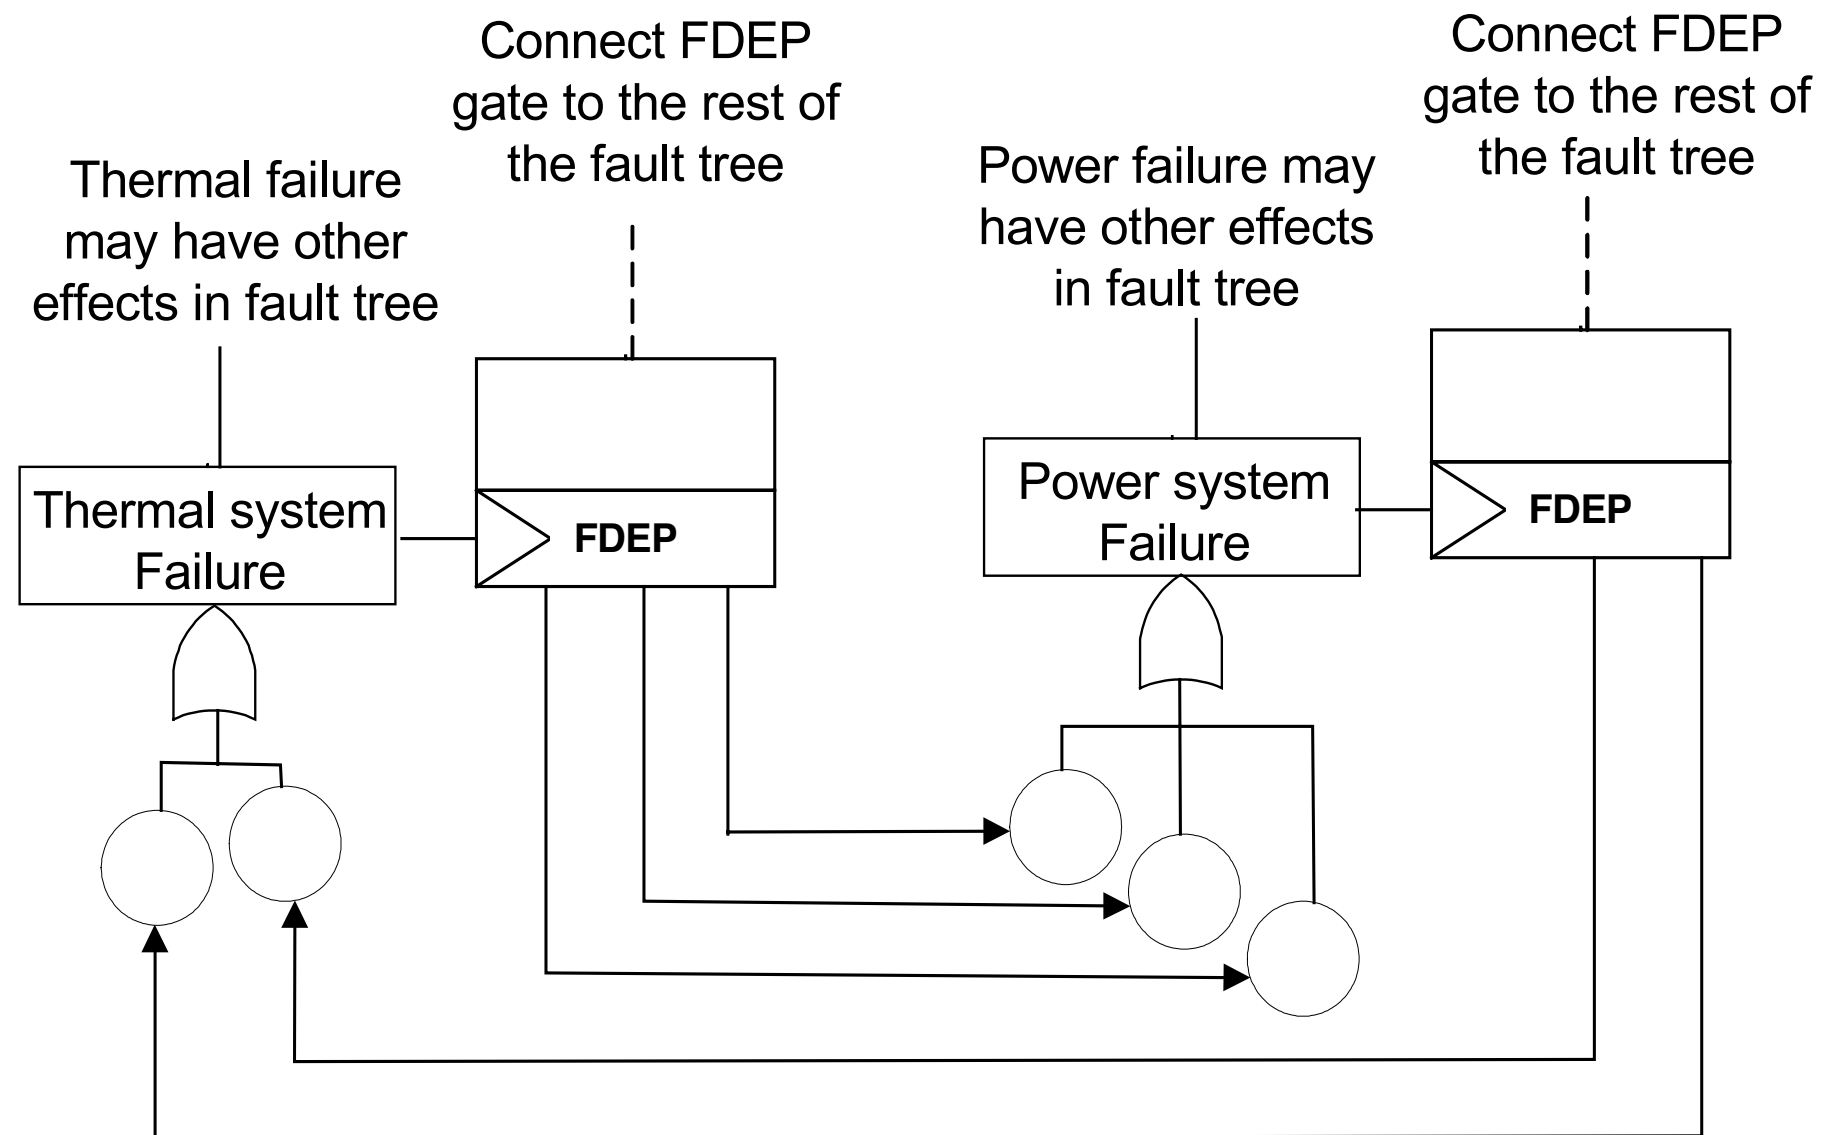 Connect FDEP
gate to the rest of
the fault tree
Connect FDEP
gate to the rest of
the fault tree
Thermal failure
may have other
effects in fault tree
Power failure may
have other effects
in fault tree
Thermal system
Failure
FDEP
Power system
Failure
FDEP